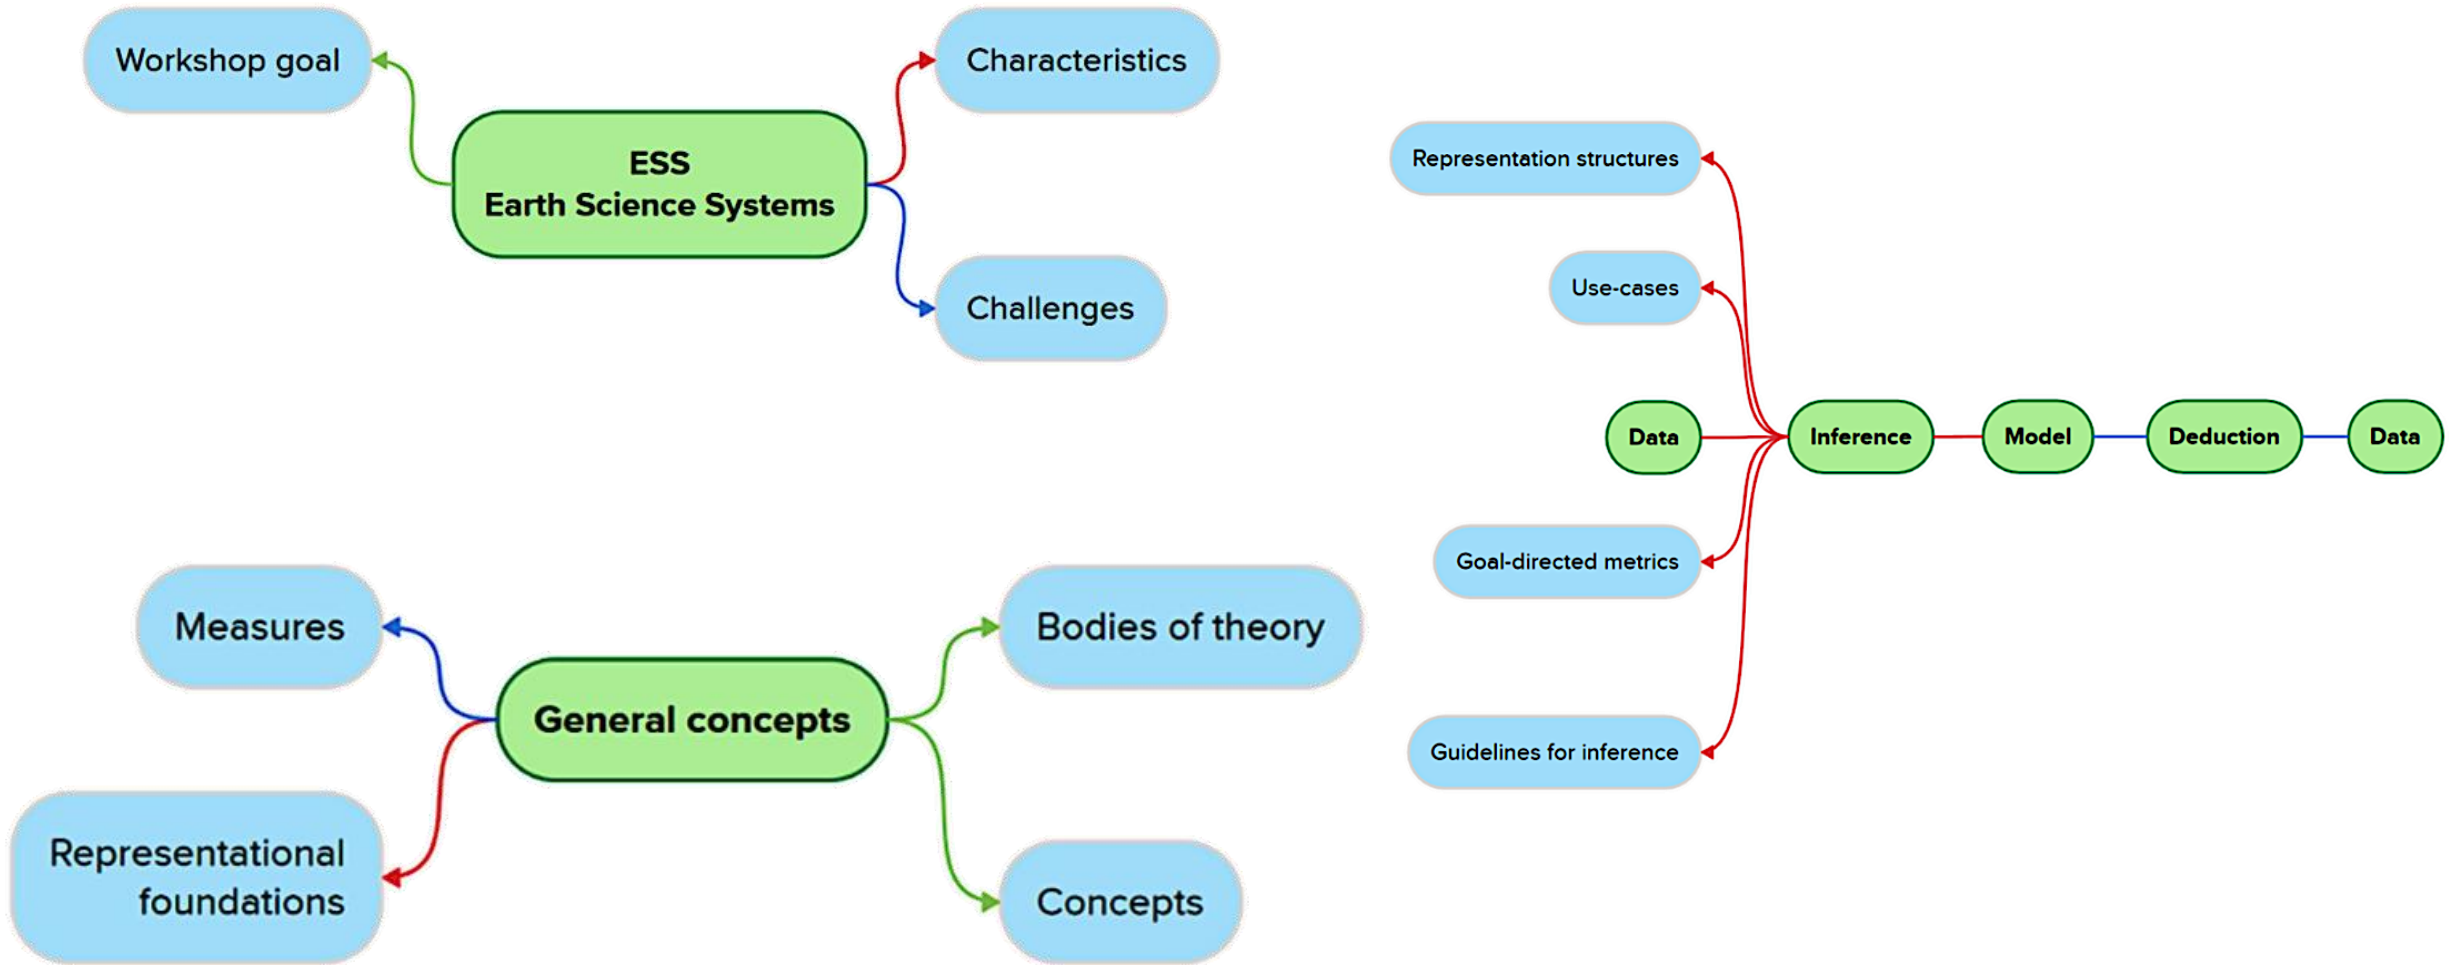 Workshop goal
ESS
Earth Science Systems
Characteristics
Challenges
Measures
Representational
foundations
General concepts
Bodies of theory
Concepts
Representation structures
Use-cases
Data
Inference
Model
Deduction
Data
Goal-directed metrics
Guidelines for inference